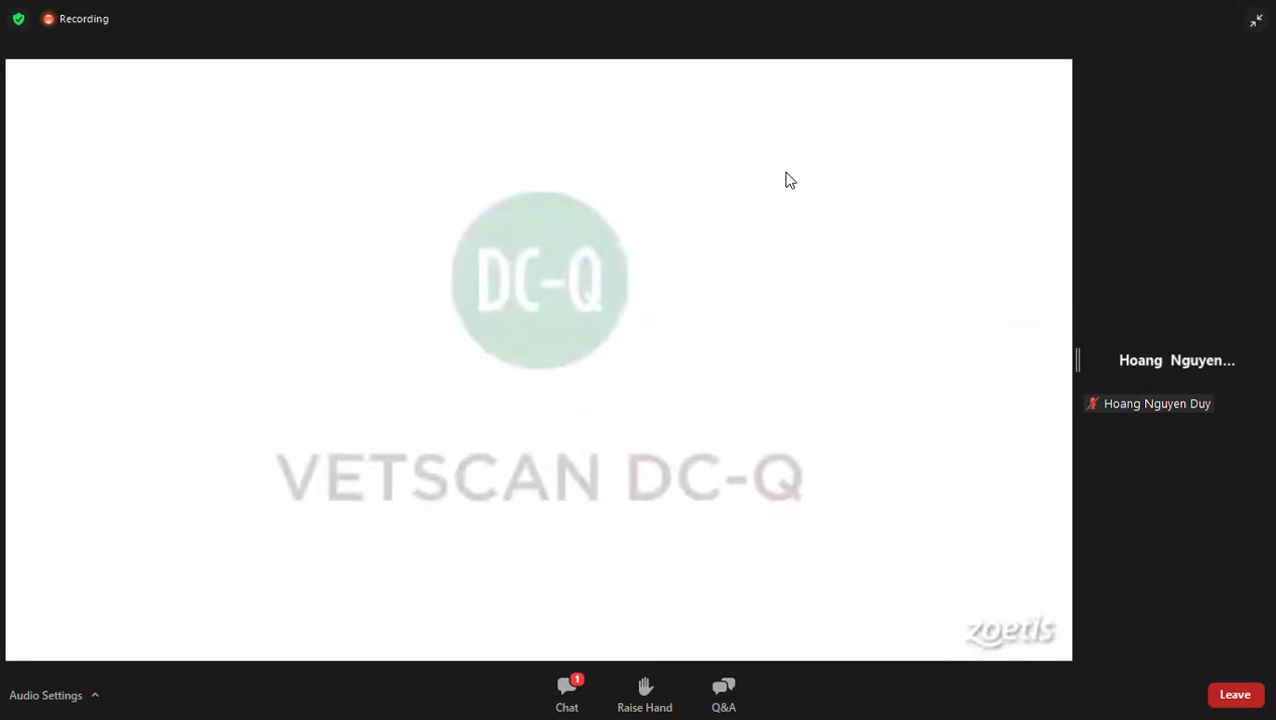 Recording
DC-Q
VETSCAN DC-Q
zoetis
Hoang Nguyen...
Hoang Nguyen Duy
Audio Settings
1
Chat
Raise Hand
Q&A
Leave